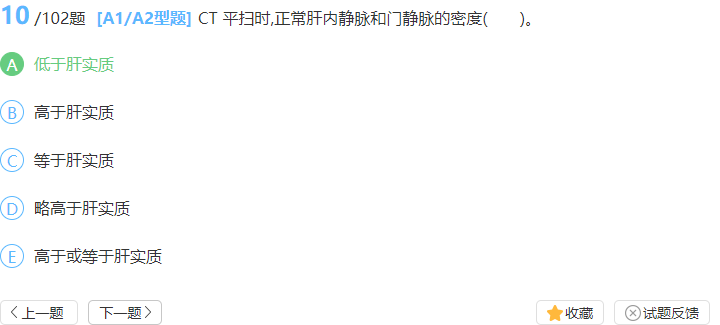 10 /102题 [A1/A2型题] CT 平扫时,正常肝内静脉和门静脉的密度(　　)。
A 低于肝实质
B 高于肝实质
C 等于肝实质
D 略高于肝实质
E 高于或等于肝实质
上一题 下一题 收藏 试题反馈